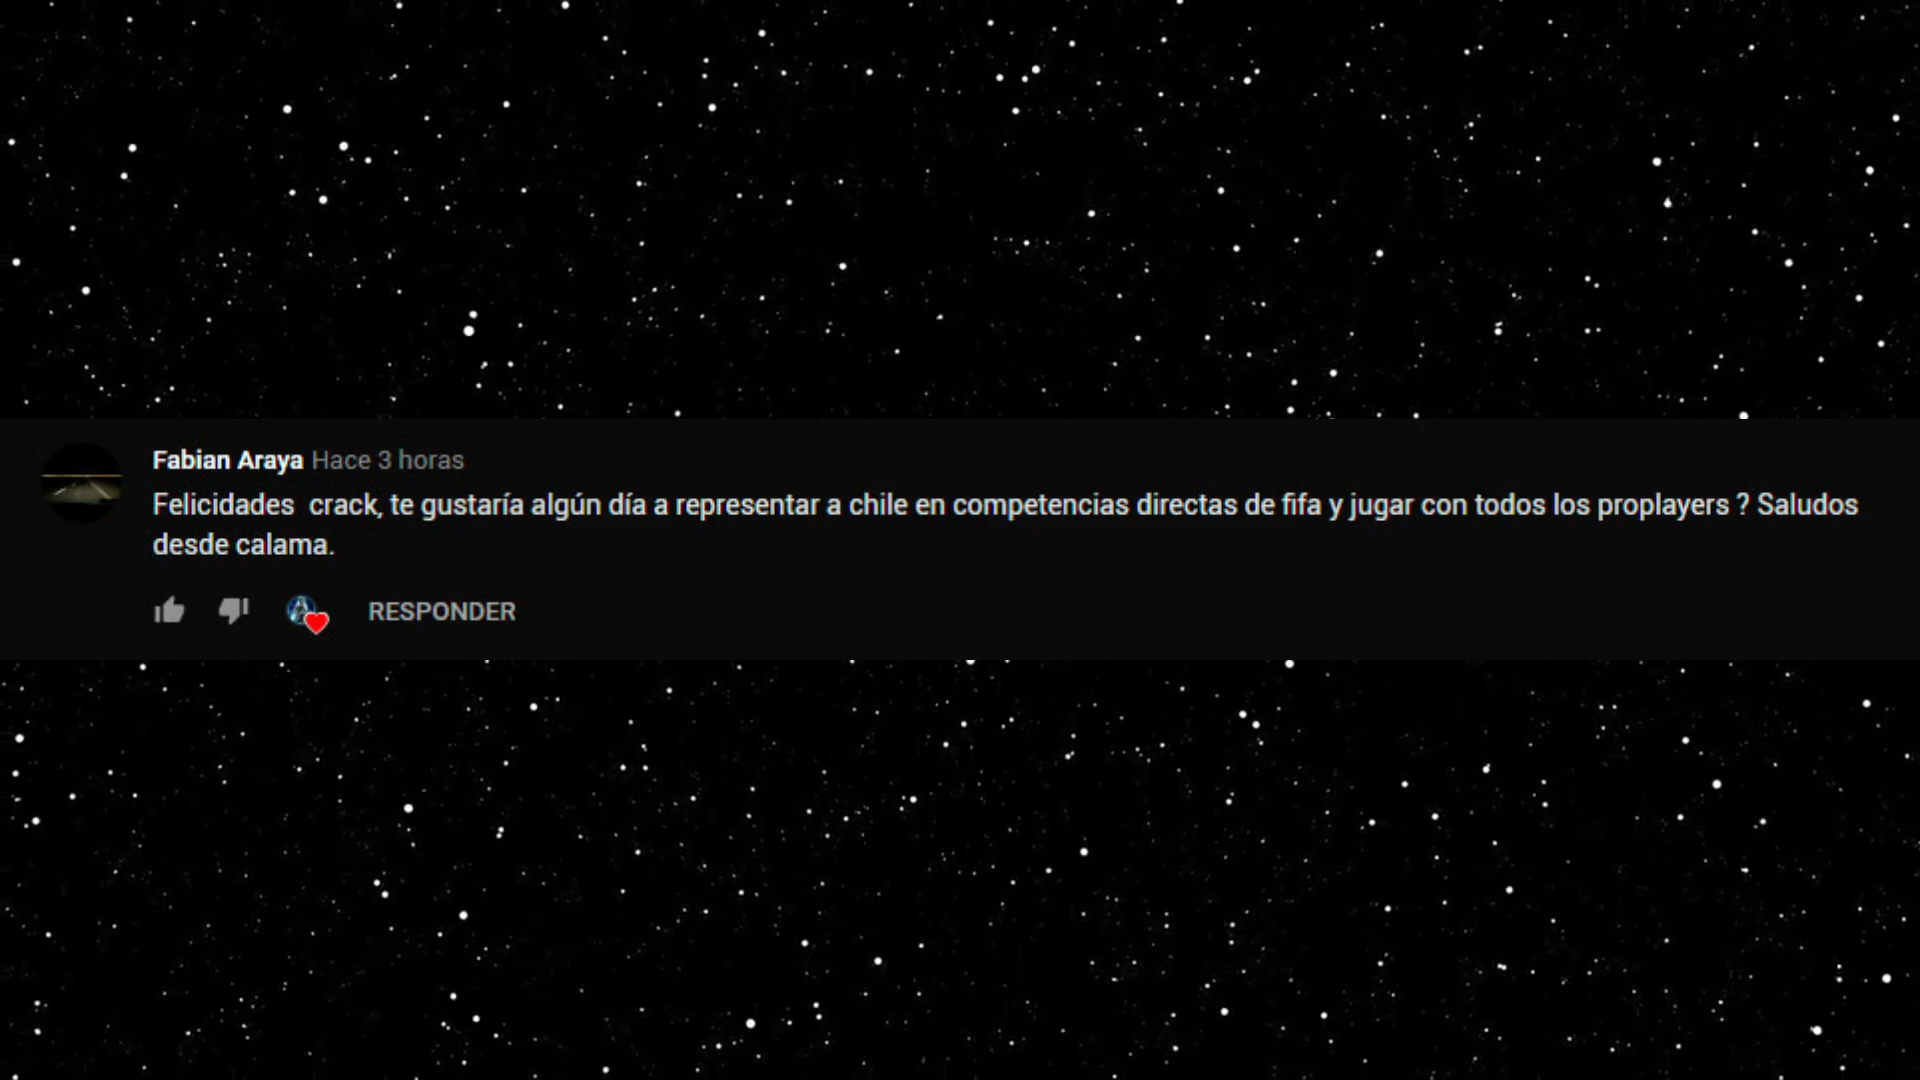 Fabian Araya Hace 3 horas
Felicidades  crack, te gustaría algún día a representar a chile en competencias directas de fifa y jugar con todos los proplayers ? Saludos
desde calama.
RESPONDER